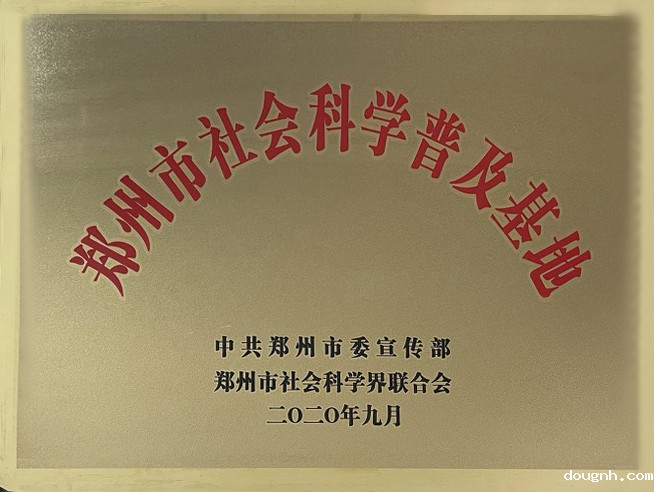 郑州市社会科学普及基地
中共郑州市委宣传部
郑州市社会科学界联合会
二〇二〇年九月
dougnh.com